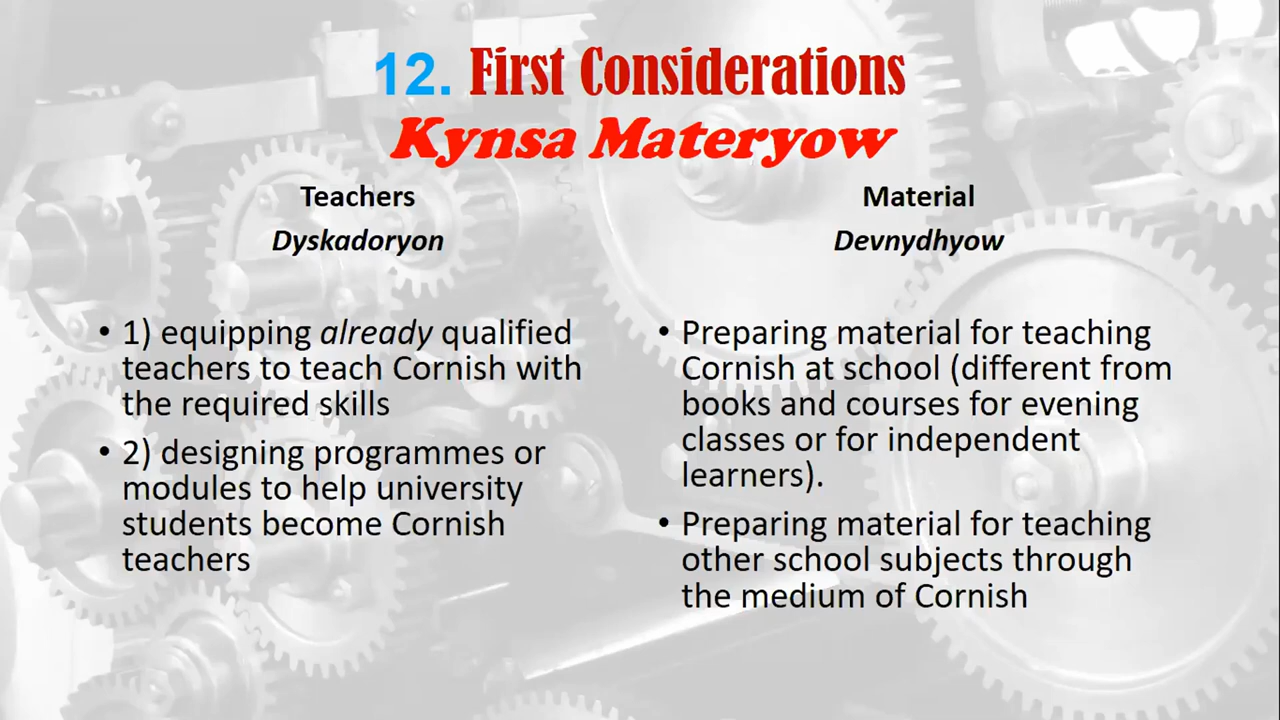 12. First Considerations
Kynsa Materyow
Teachers
Dyskadoryon
• 1) equipping already qualified
teachers to teach Cornish with
the required skills
• 2) designing programmes or
modules to help university
students become Cornish
teachers
Material
Devnydhyow
• Preparing material for teaching
Cornish at school (different from
books and courses for evening
classes or for independent
learners).
• Preparing material for teaching
other school subjects through
the medium of Cornish